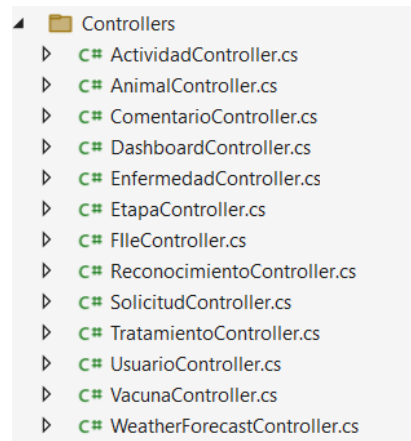 Controllers
C# ActividadController.cs
C# AnimalController.cs
C# ComentarioController.cs
C# DashboardController.cs
C# EnfermedadController.cs
C# EtapaController.cs
C# FIleController.cs
C# ReconocimientoController.cs
C# SolicitudController.cs
C# TratamientoController.cs
C# UsuarioController.cs
C# VacunaController.cs
C# WeatherForecastController.cs